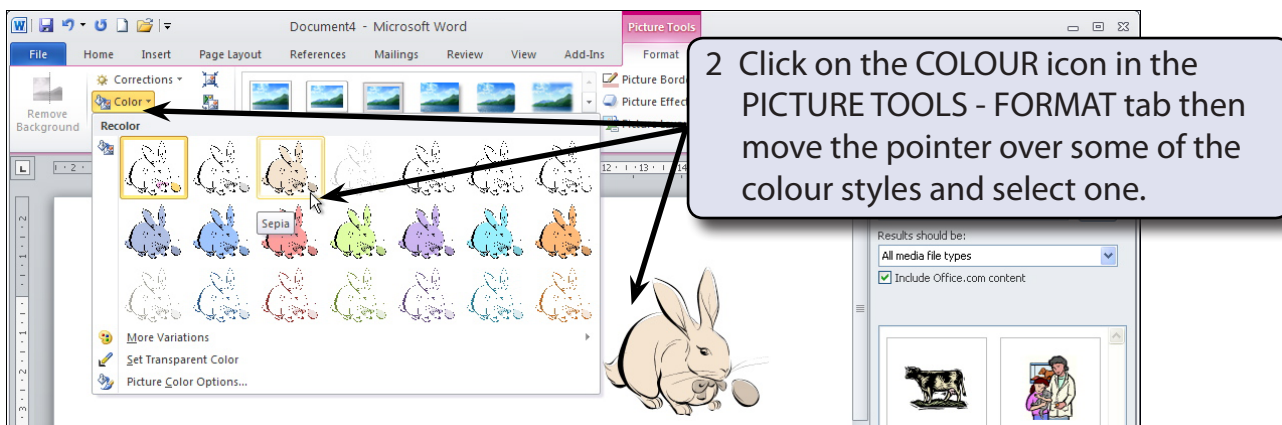 Document4 - Microsoft Word
Picture Tools
File Home Insert Page Layout References Mailings Review View Add-Ins Format
Remove Background
Corrections
Color
Picture Bord
Picture Effec
2 Click on the COLOUR icon in the
PICTURE TOOLS - FORMAT tab then
move the pointer over some of the
colour styles and select one.
Recolor
Sepia
More Variations
Set Transparent Color
Picture Color Options...
Results should be:
All media file types
Include Office.com content